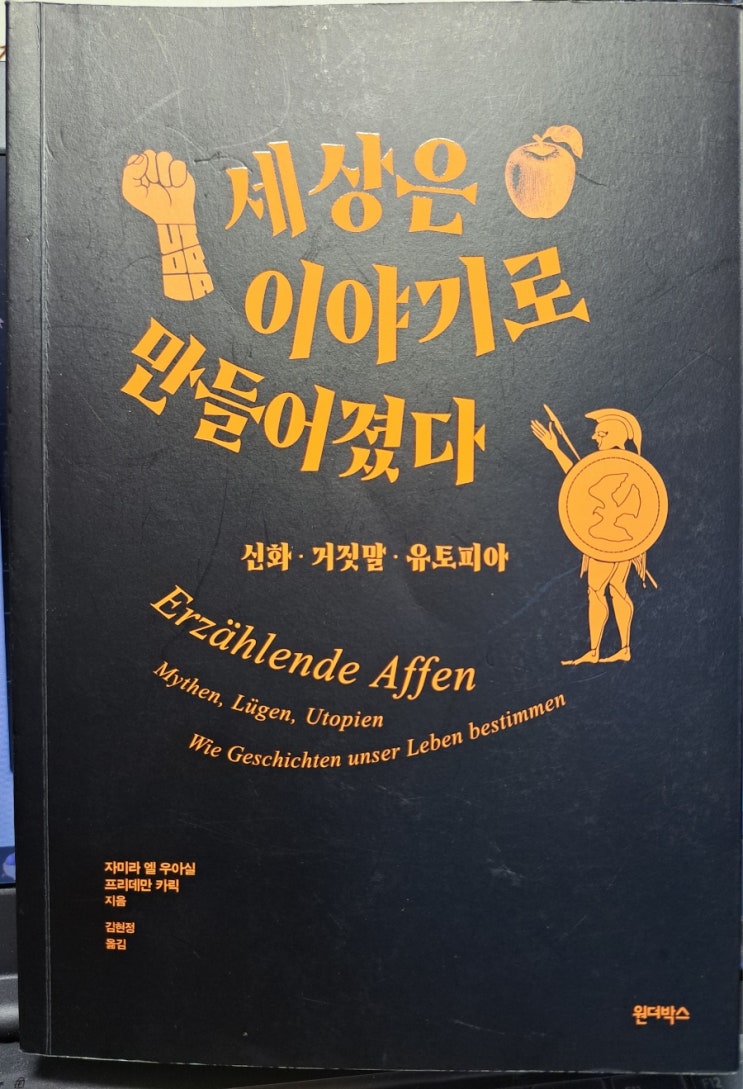 세상은
이야기로
만들어졌다
신화 · 거짓말 · 유토피아
Erzählende Affen
Mythen, Lügen, Utopien
Wie Geschichten unser Leben bestimmen
자미라 엘 우아실
프리데만 카릭
지음
김현정
옮김
원더박스